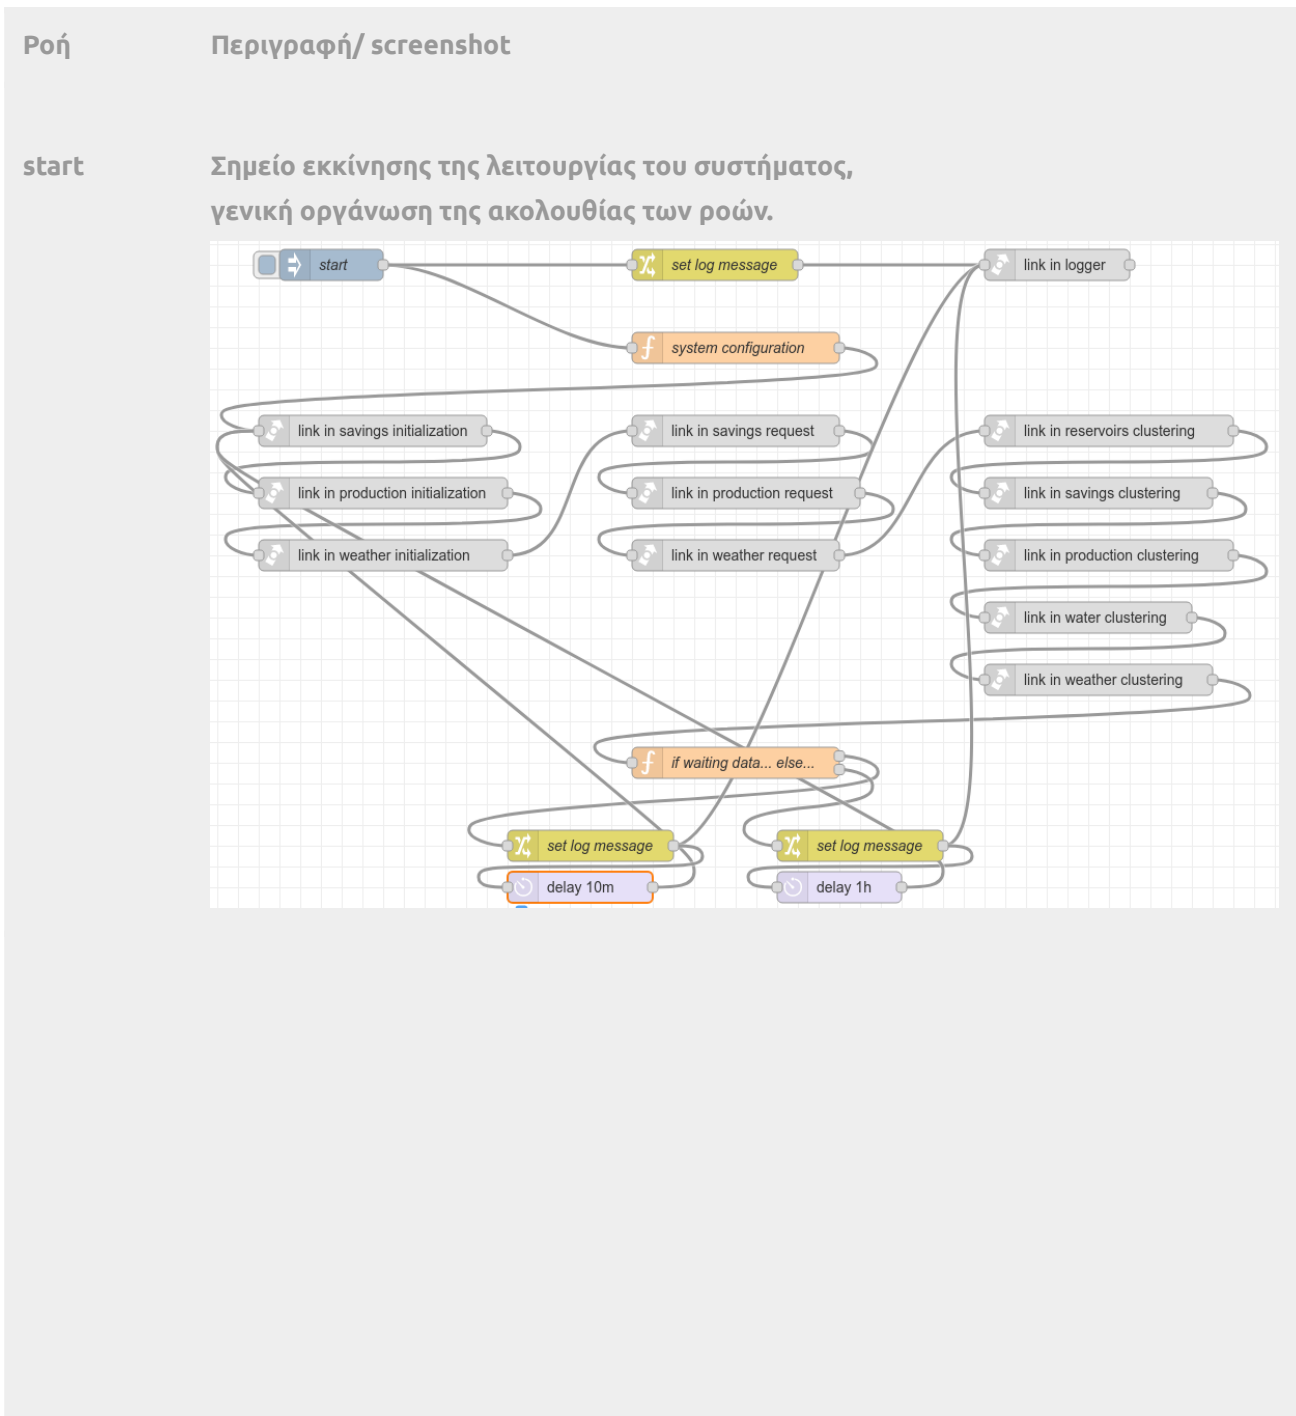 Ροή Περιγραφή/ screenshot
start Σημείο εκκίνησης της λειτουργίας του συστήματος,
γενική οργάνωση της ακολουθίας των ροών.
start set log message link in logger
system configuration
link in savings initialization link in savings request link in reservoirs clustering
link in production initialization link in production request link in savings clustering
link in weather initialization link in weather request link in production clustering
link in water clustering
link in weather clustering
if waiting data... else...
set log message set log message
delay 10m delay 1h